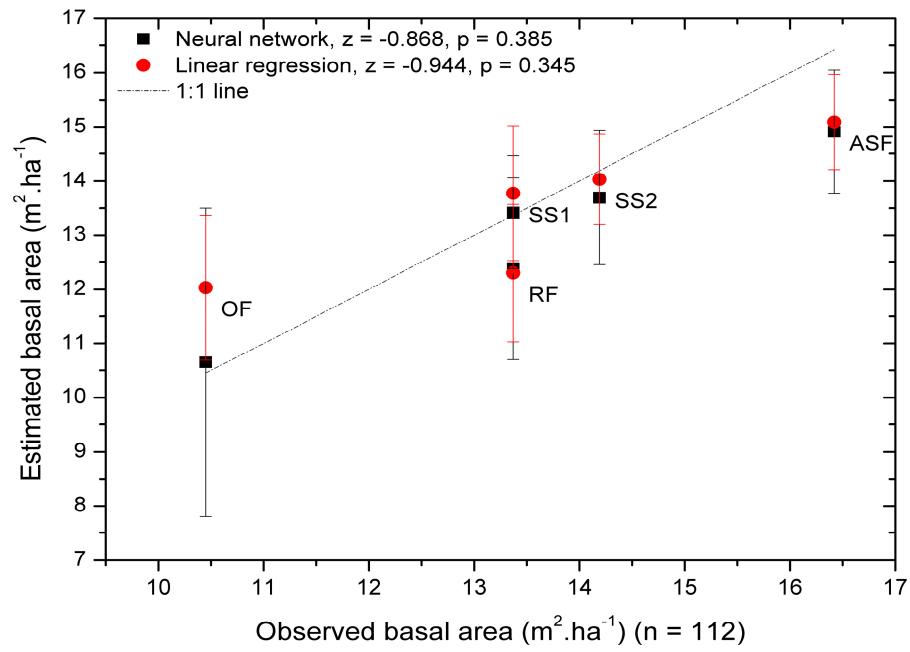 Neural network, z = -0.868, p = 0.385
Linear regression, z = -0.944, p = 0.345
1:1 line
Estimated basal area (m².ha⁻¹)
17
16
15
14
13
12
11
10
9
8
7
ASF
SS1
SS2
OF
RF
10 11 12 13 14 15 16 17
Observed basal area (m².ha⁻¹) (n = 112)